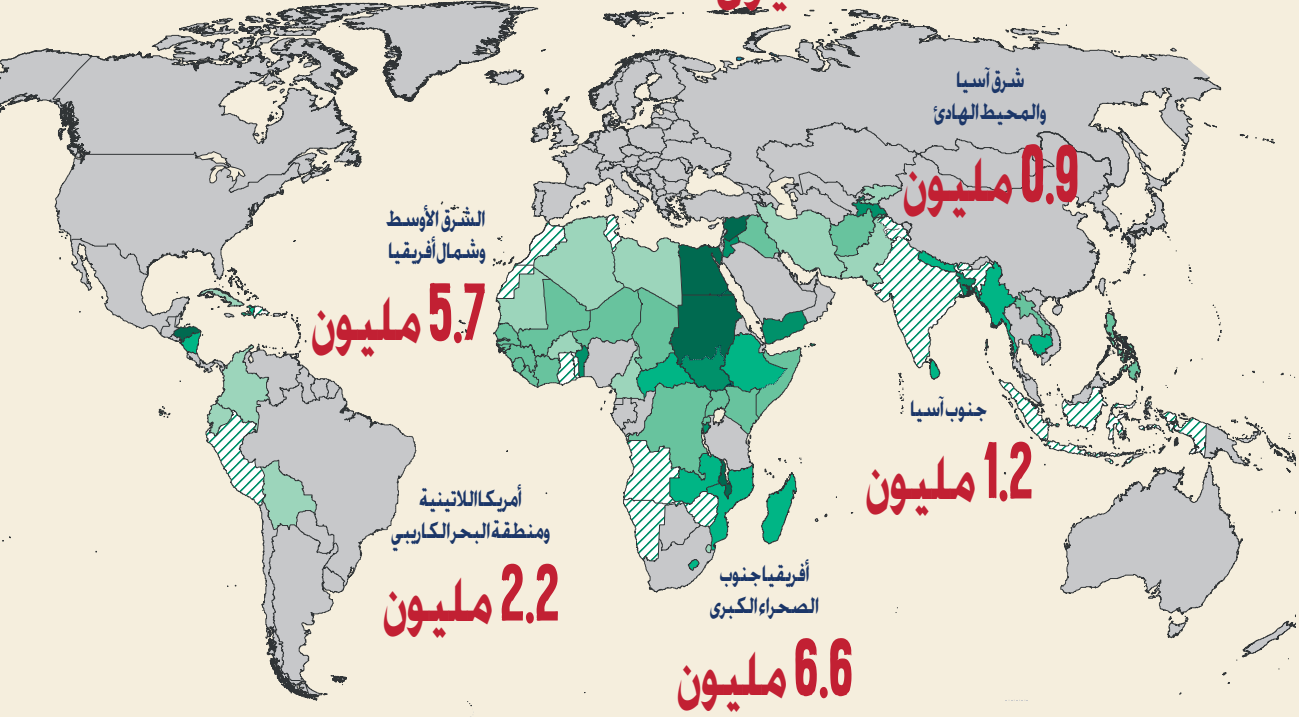 شرق آسيا
والمحيط الهادئ
0.9 مليون
الشرق الأوسط
وشمال أفريقيا
5.7 مليون
جنوب آسيا
1.2 مليون
أمريكا اللاتينية
ومنطقة البحر الكاريبي
2.2 مليون
أفريقيا جنوب
الصحراء الكبرى
6.6 مليون